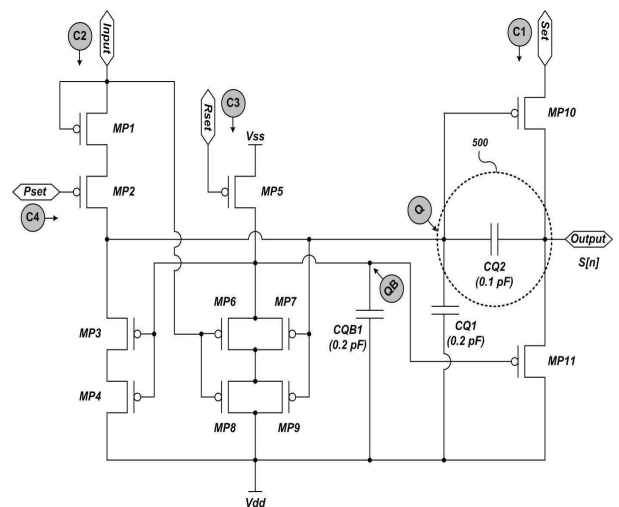 C2
Input
C1
Set
C3
Rset
Vss
MP1
MP10
500
Pset
MP2
MP5
C4
Q
Output
S[n]
CQ2
(0.1 pF)
QB
MP3
MP6
MP7
CQB1
(0.2 pF)
CQ1
(0.2 pF)
MP11
MP4
MP8
MP9
Vdd